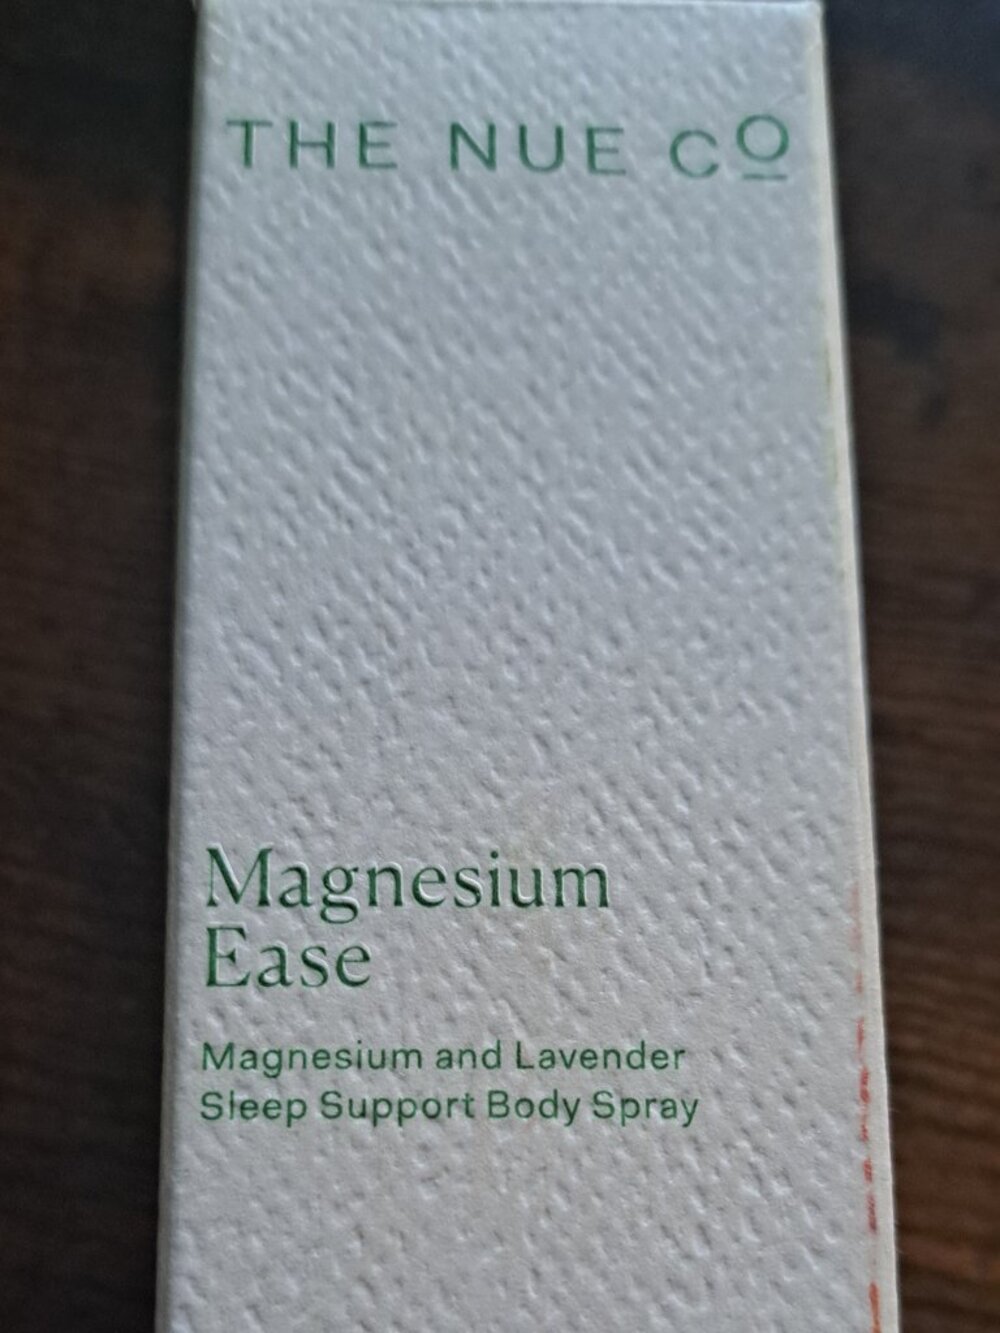 THE NUE CO
Magnesium
Ease
Magnesium and Lavender
Sleep Support Body Spray